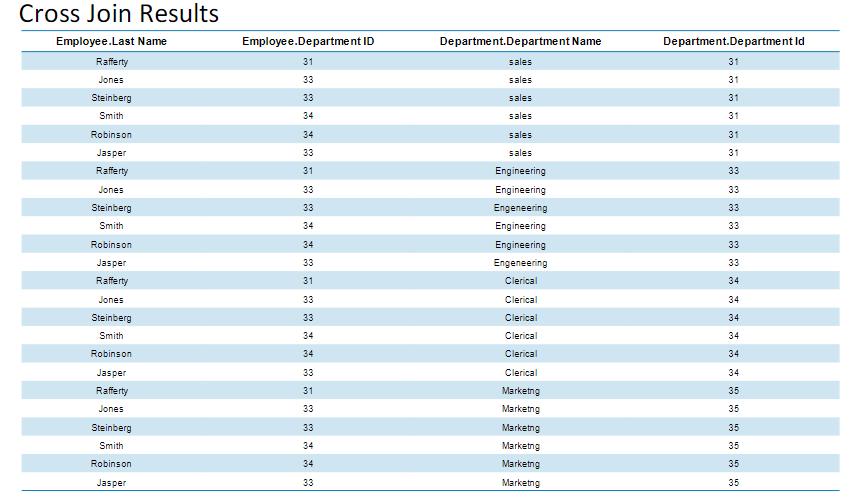 Cross Join Results
Employee.Last Name Employee.Department ID Department.Department Name Department.Department Id
Rafferty 31 sales 31
Jones 33 sales 31
Steinberg 33 sales 31
Smith 34 sales 31
Robinson 34 sales 31
Jasper 33 sales 31
Rafferty 31 Engineering 33
Jones 33 Engineering 33
Steinberg 33 Engeneering 33
Smith 34 Engineering 33
Robinson 34 Engineering 33
Jasper 33 Engeneering 33
Rafferty 31 Clerical 34
Jones 33 Clerical 34
Steinberg 33 Clerical 34
Smith 34 Clerical 34
Robinson 34 Clerical 34
Jasper 33 Clerical 34
Rafferty 31 Marketng 35
Jones 33 Marketng 35
Steinberg 33 Marketng 35
Smith 34 Marketng 35
Robinson 34 Marketng 35
Jasper 33 Marketng 35